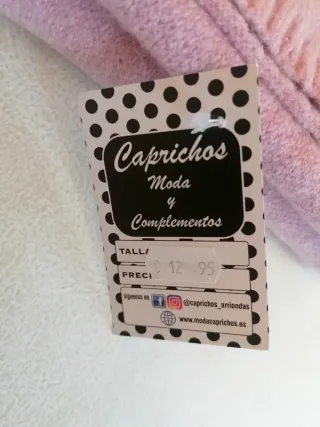 Caprichos
Moda
y
Complementos
TALLA
12.95
PRECI
síguenos en @caprichos_arriondas
www.modacaprichos.es